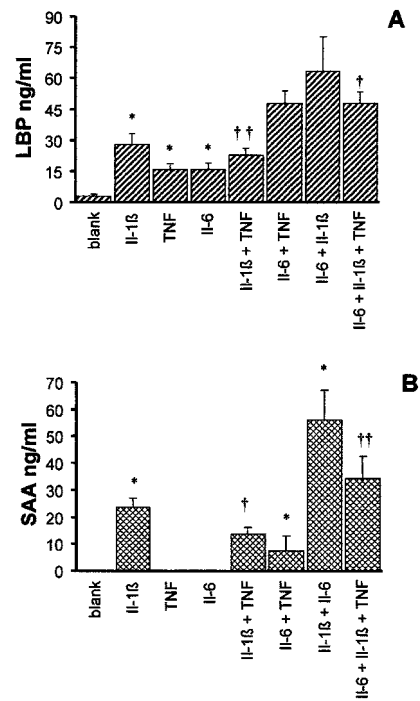 A
90
75
60
45
30
15
0
LBP ng/ml
*
*
*
† †
†
blank
Il-1ß
TNF
Il-6
Il-1ß + TNF
Il-6 + TNF
Il-6 + Il-1ß
Il-6 + Il-1ß + TNF
B
70
60
50
40
30
20
10
0
SAA ng/ml
*
†
*
*
††
blank
Il-1ß
TNF
Il-6
Il-1ß + TNF
Il-6 + TNF
Il-1ß + Il-6
Il-6 + Il-1ß + TNF